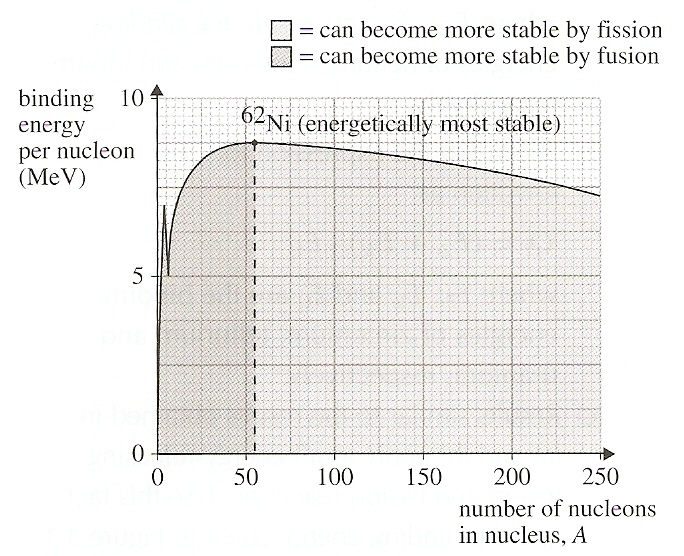 = can become more stable by fission
= can become more stable by fusion
binding
energy
per nucleon
(MeV)
10
62Ni (energetically most stable)
5
0
0 50 100 150 200 250
number of nucleons
in nucleus, A